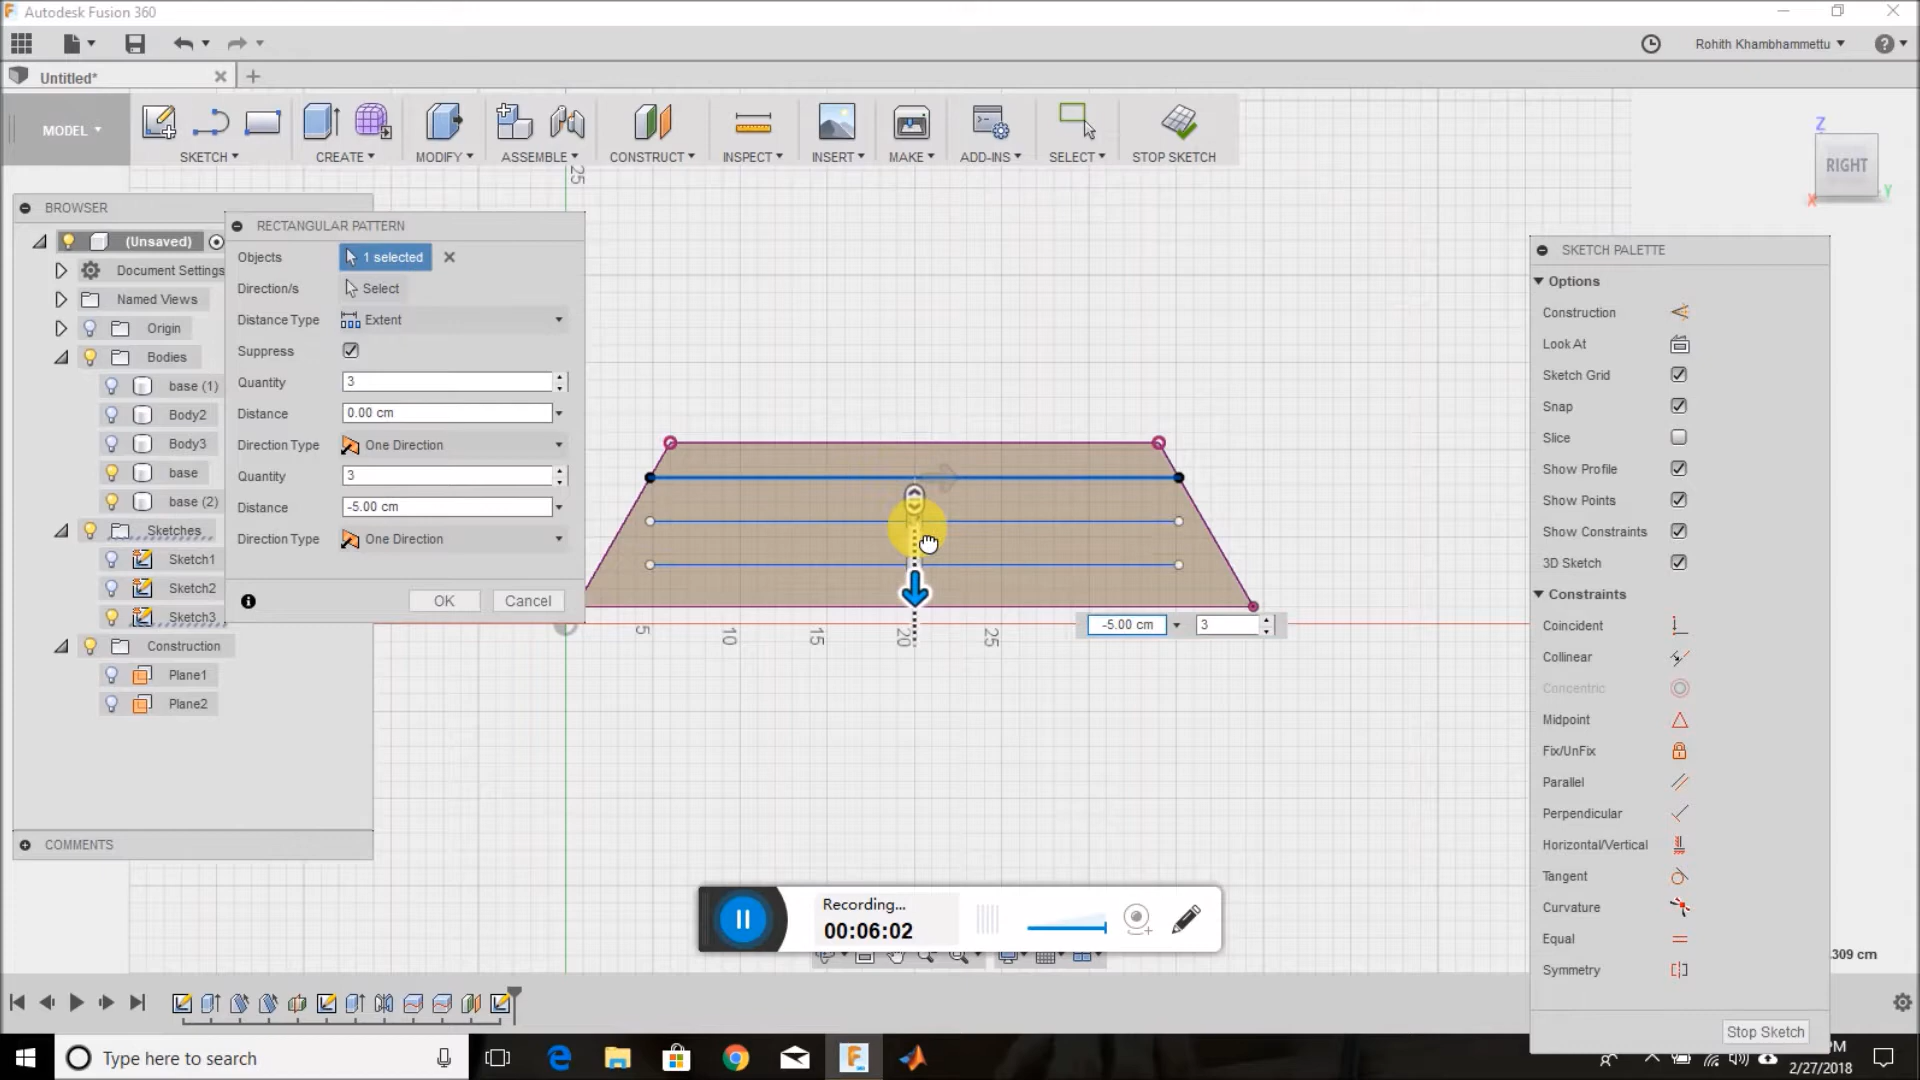 Autodesk Fusion 360
Rohith Khambhammettu
Untitled*
MODEL
SKETCH
CREATE
MODIFY
ASSEMBLE
CONSTRUCT
INSPECT
INSERT
MAKE
ADD-INS
SELECT
STOP SKETCH
Z
RIGHT
X
Y
25
BROWSER
(Unsaved)
Document Settings
Named Views
Origin
Bodies
base (1)
Body2
Body3
base
base (2)
Sketches
Sketch1
Sketch2
Sketch3
Construction
Plane1
Plane2
COMMENTS
RECTANGULAR PATTERN
Objects 1 selected
Direction/s Select
Distance Type Extent
Suppress
Quantity 3
Distance 0.00 cm
Direction Type One Direction
Quantity 3
Distance -5.00 cm
Direction Type One Direction
OK Cancel
5 10 15 20 25
-5.00 cm 3
SKETCH PALETTE
Options
Construction
Look At
Sketch Grid
Snap
Slice
Show Profile
Show Points
Show Constraints
3D Sketch
Constraints
Coincident
Collinear
Concentric
Midpoint
Fix/UnFix
Parallel
Perpendicular
Horizontal/Vertical
Tangent
Curvature
Equal
Symmetry
309 cm
Stop Sketch
Recording...
00:06:02
Type here to search
PM
2/27/2018